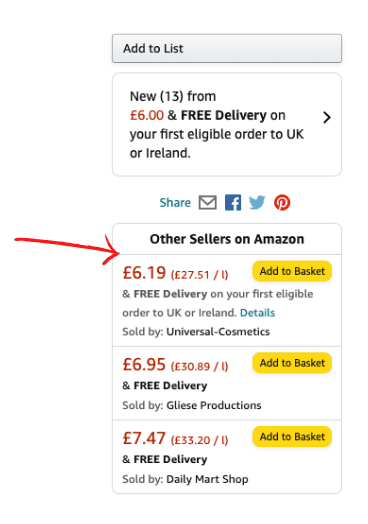 Add to List
New (13) from
£6.00 & FREE Delivery on
your first eligible order to UK
or Ireland.
Share
Other Sellers on Amazon
£6.19 (£27.51 / l) Add to Basket
& FREE Delivery on your first eligible
order to UK or Ireland. Details
Sold by: Universal-Cosmetics
£6.95 (£30.89 / l) Add to Basket
& FREE Delivery
Sold by: Gliese Productions
£7.47 (£33.20 / l) Add to Basket
& FREE Delivery
Sold by: Daily Mart Shop